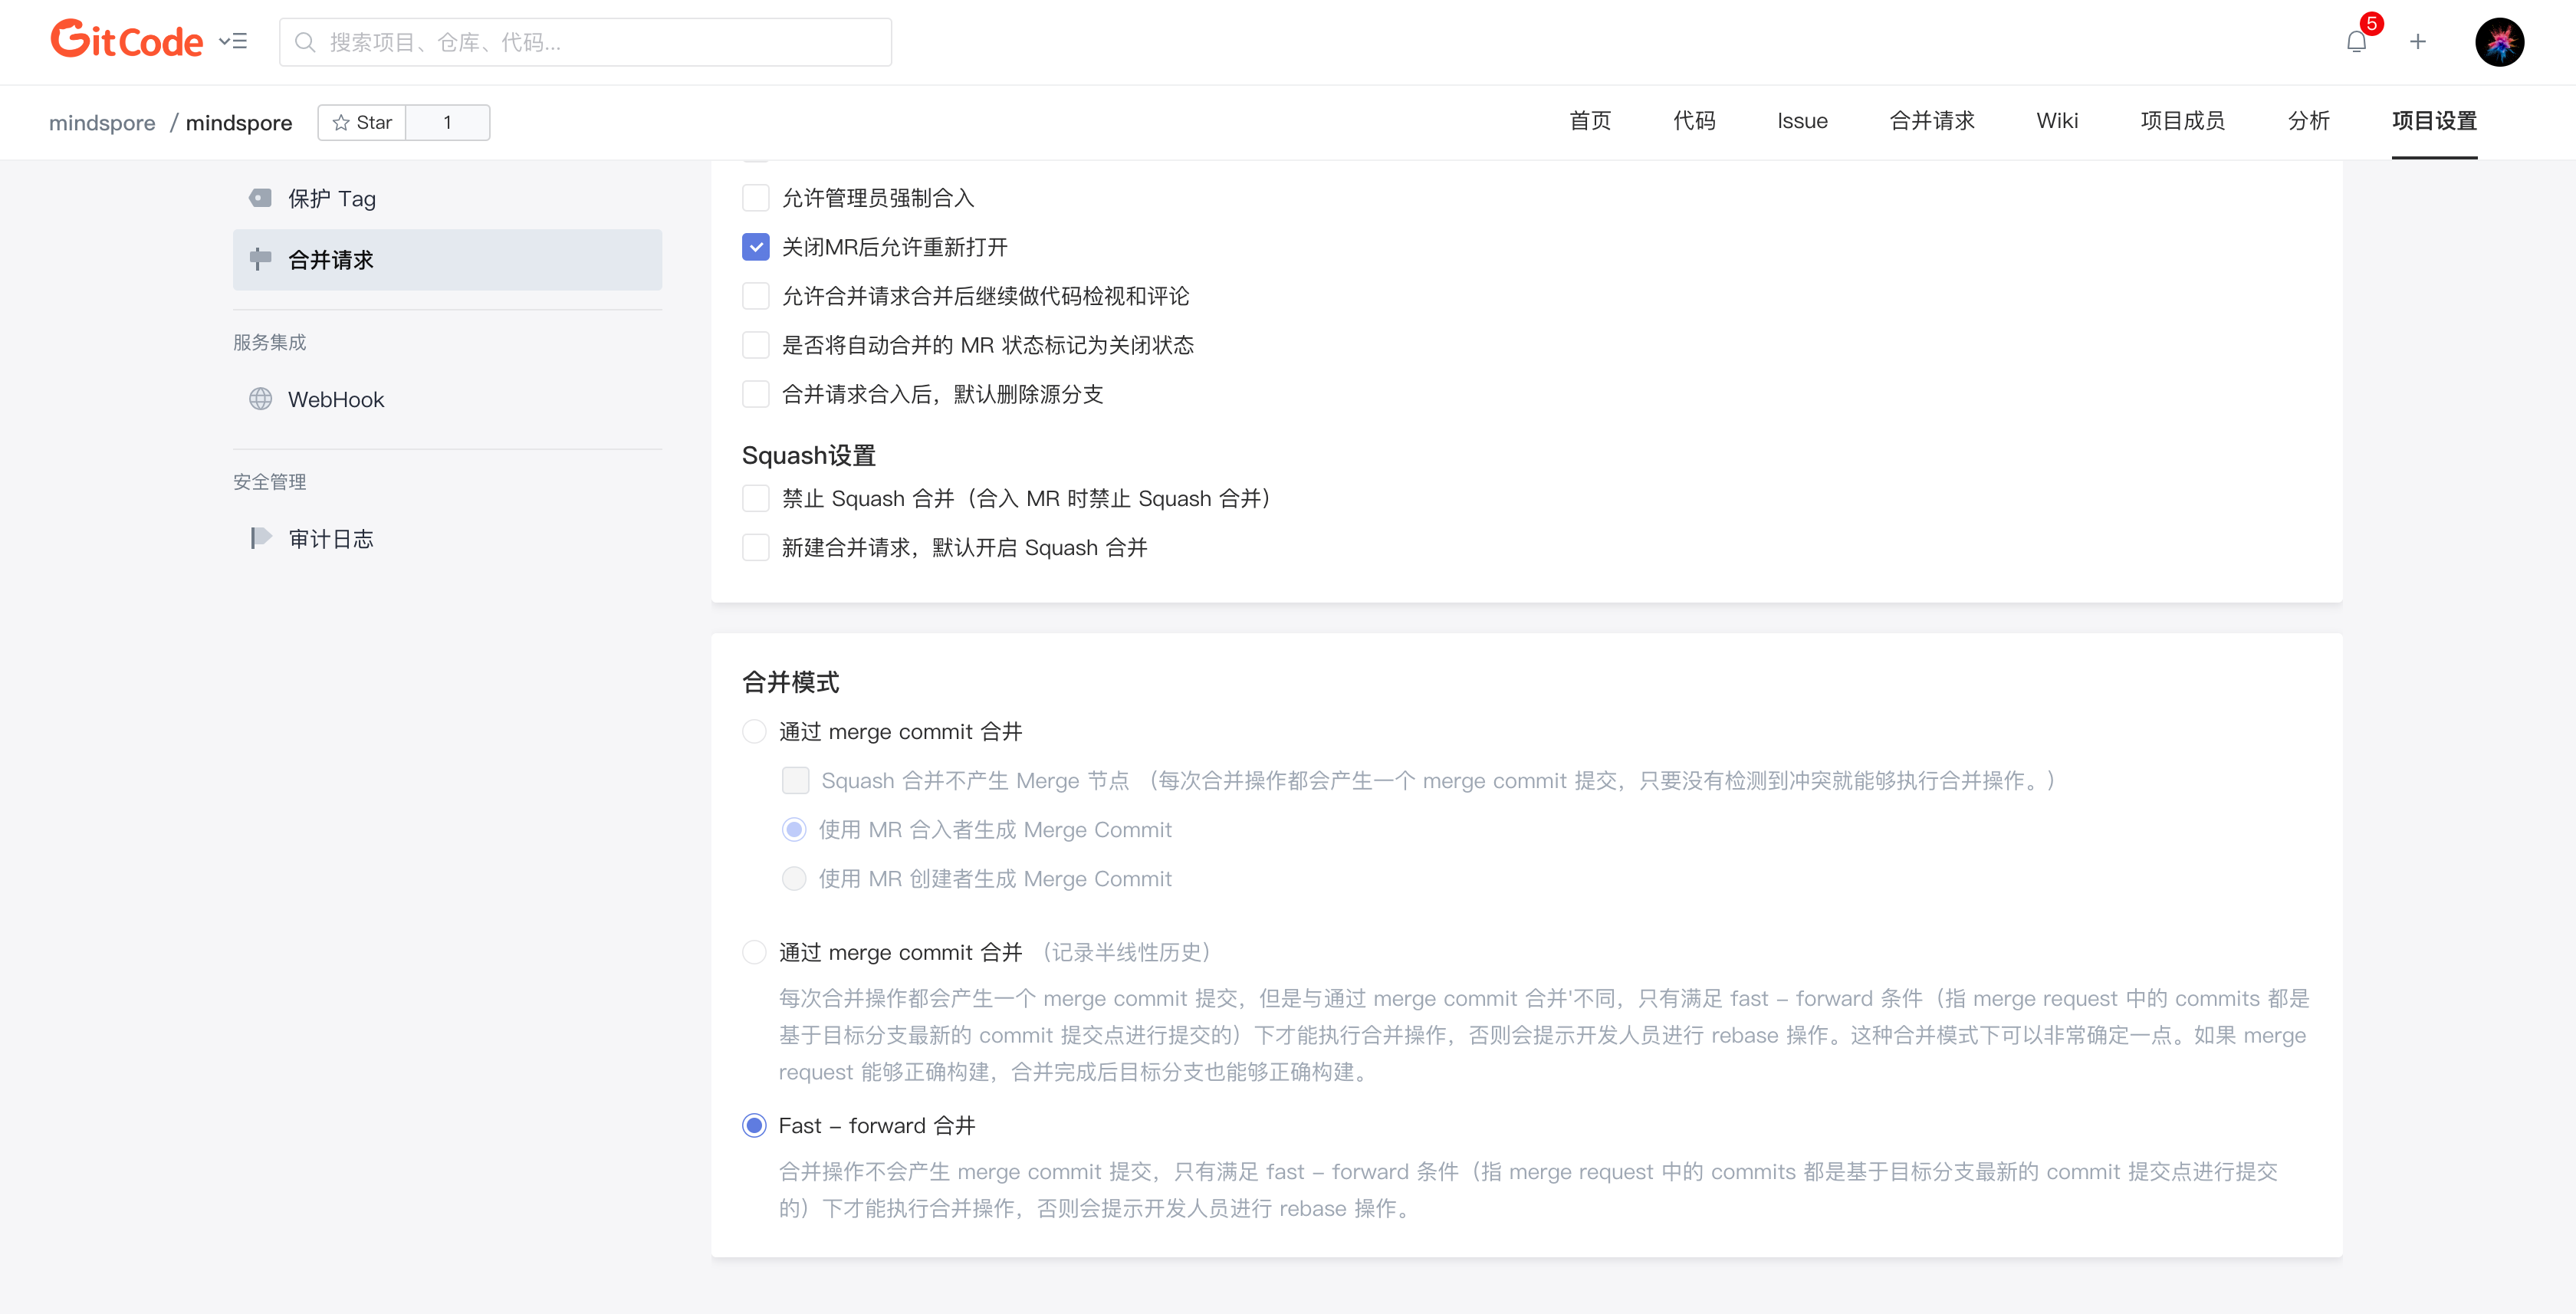 GitCode
搜索项目、仓库、代码...
5
mindspore / mindspore
Star
1
首页
代码
Issue
合并请求
Wiki
项目成员
分析
项目设置
保护 Tag
合并请求
服务集成
WebHook
安全管理
审计日志
允许管理员强制合入
关闭MR后允许重新打开
允许合并请求合并后继续做代码检视和评论
是否将自动合并的 MR 状态标记为关闭状态
合并请求合入后，默认删除源分支
Squash设置
禁止 Squash 合并（合入 MR 时禁止 Squash 合并）
新建合并请求，默认开启 Squash 合并
合并模式
通过 merge commit 合并
Squash 合并不产生 Merge 节点 （每次合并操作都会产生一个 merge commit 提交，只要没有检测到冲突就能够执行合并操作。）
使用 MR 合入者生成 Merge Commit
使用 MR 创建者生成 Merge Commit
通过 merge commit 合并 （记录半线性历史）
每次合并操作都会产生一个 merge commit 提交，但是与通过 merge commit 合并'不同，只有满足 fast – forward 条件（指 merge request 中的 commits 都是
基于目标分支最新的 commit 提交点进行提交的）下才能执行合并操作，否则会提示开发人员进行 rebase 操作。这种合并模式下可以非常确定一点。如果 merge
request 能够正确构建，合并完成后目标分支也能够正确构建。
Fast – forward 合并
合并操作不会产生 merge commit 提交，只有满足 fast – forward 条件（指 merge request 中的 commits 都是基于目标分支最新的 commit 提交点进行提交
的）下才能执行合并操作，否则会提示开发人员进行 rebase 操作。